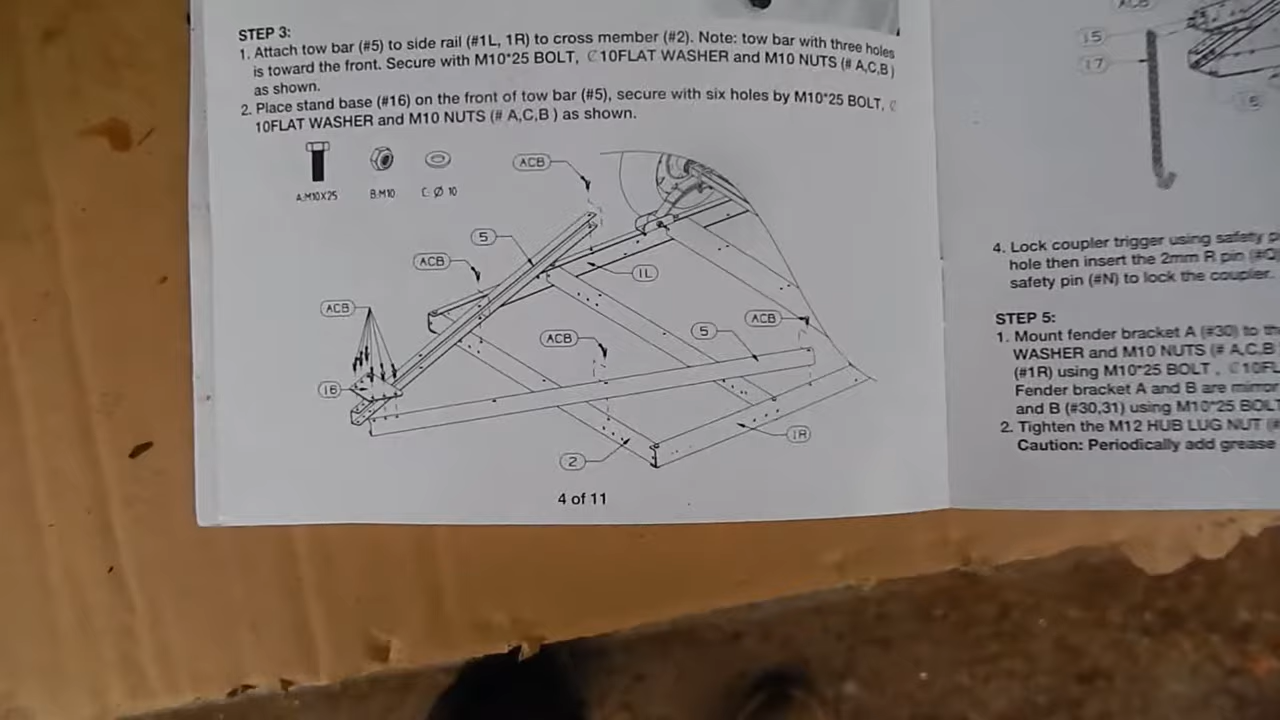 STEP 3:
1. Attach tow bar (#5) to side rail (#1L, 1R) to cross member (#2). Note: tow bar with three holes
is toward the front. Secure with M10*25 BOLT, ₡10FLAT WASHER and M10 NUTS (# A,C,B)
as shown.
2. Place stand base (#16) on the front of tow bar (#5), secure with six holes by M10*25 BOLT, ₡
10FLAT WASHER and M10 NUTS (# A,C,B ) as shown.
A:M10X25
B:M10
C: Ø 10
ACB
5
ACB
1L
ACB
ACB
5
ACB
16
2
1R
4 of 11
ACB
15
17
4. Lock coupler trigger using safety
hole then insert the 2mm R pin
safety pin (#N) to lock the coupler.
STEP 5:
1. Mount fender bracket A (#30) to
WASHER and M10 NUTS (# A,C,B
(#1R) using M10*25 BOLT , ₡10FL
Fender bracket A and B are mirror
and B (#30,31) using M10*25 BOLT
2. Tighten the M12 HUB LUG NUT (#
Caution: Periodically add grease